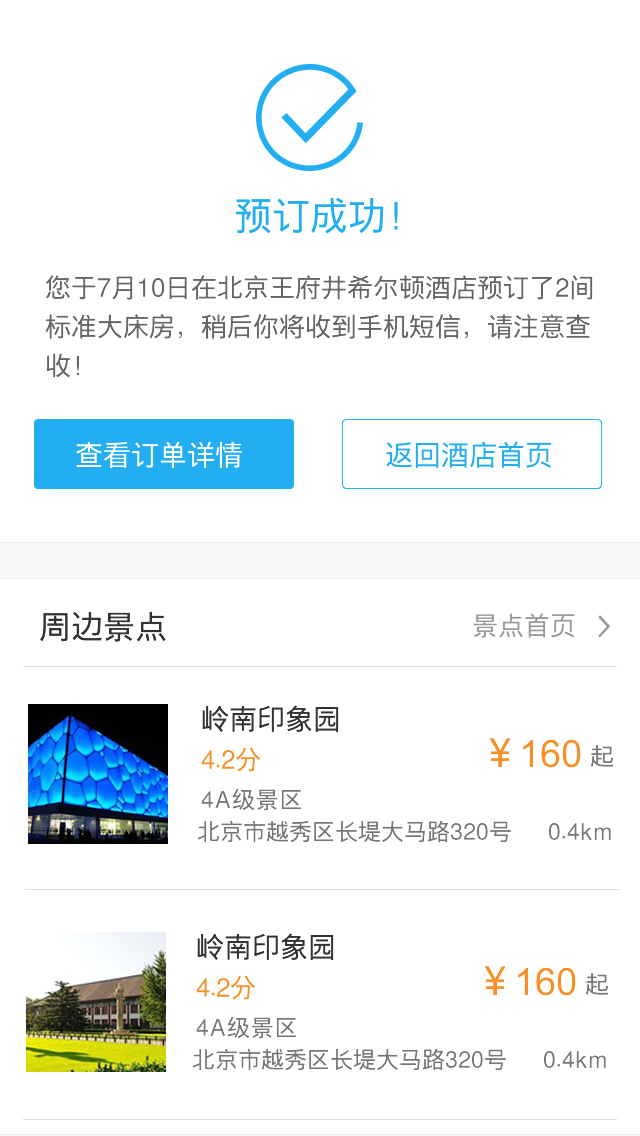 预订成功！
您于7月10日在北京王府井希尔顿酒店预订了2间
标准大床房，稍后你将收到手机短信，请注意查
收！
查看订单详情
返回酒店首页
周边景点
景点首页
岭南印象园
4.2分
¥ 160 起
4A级景区
北京市越秀区长堤大马路320号 0.4km
岭南印象园
4.2分
¥ 160 起
4A级景区
北京市越秀区长堤大马路320号 0.4km